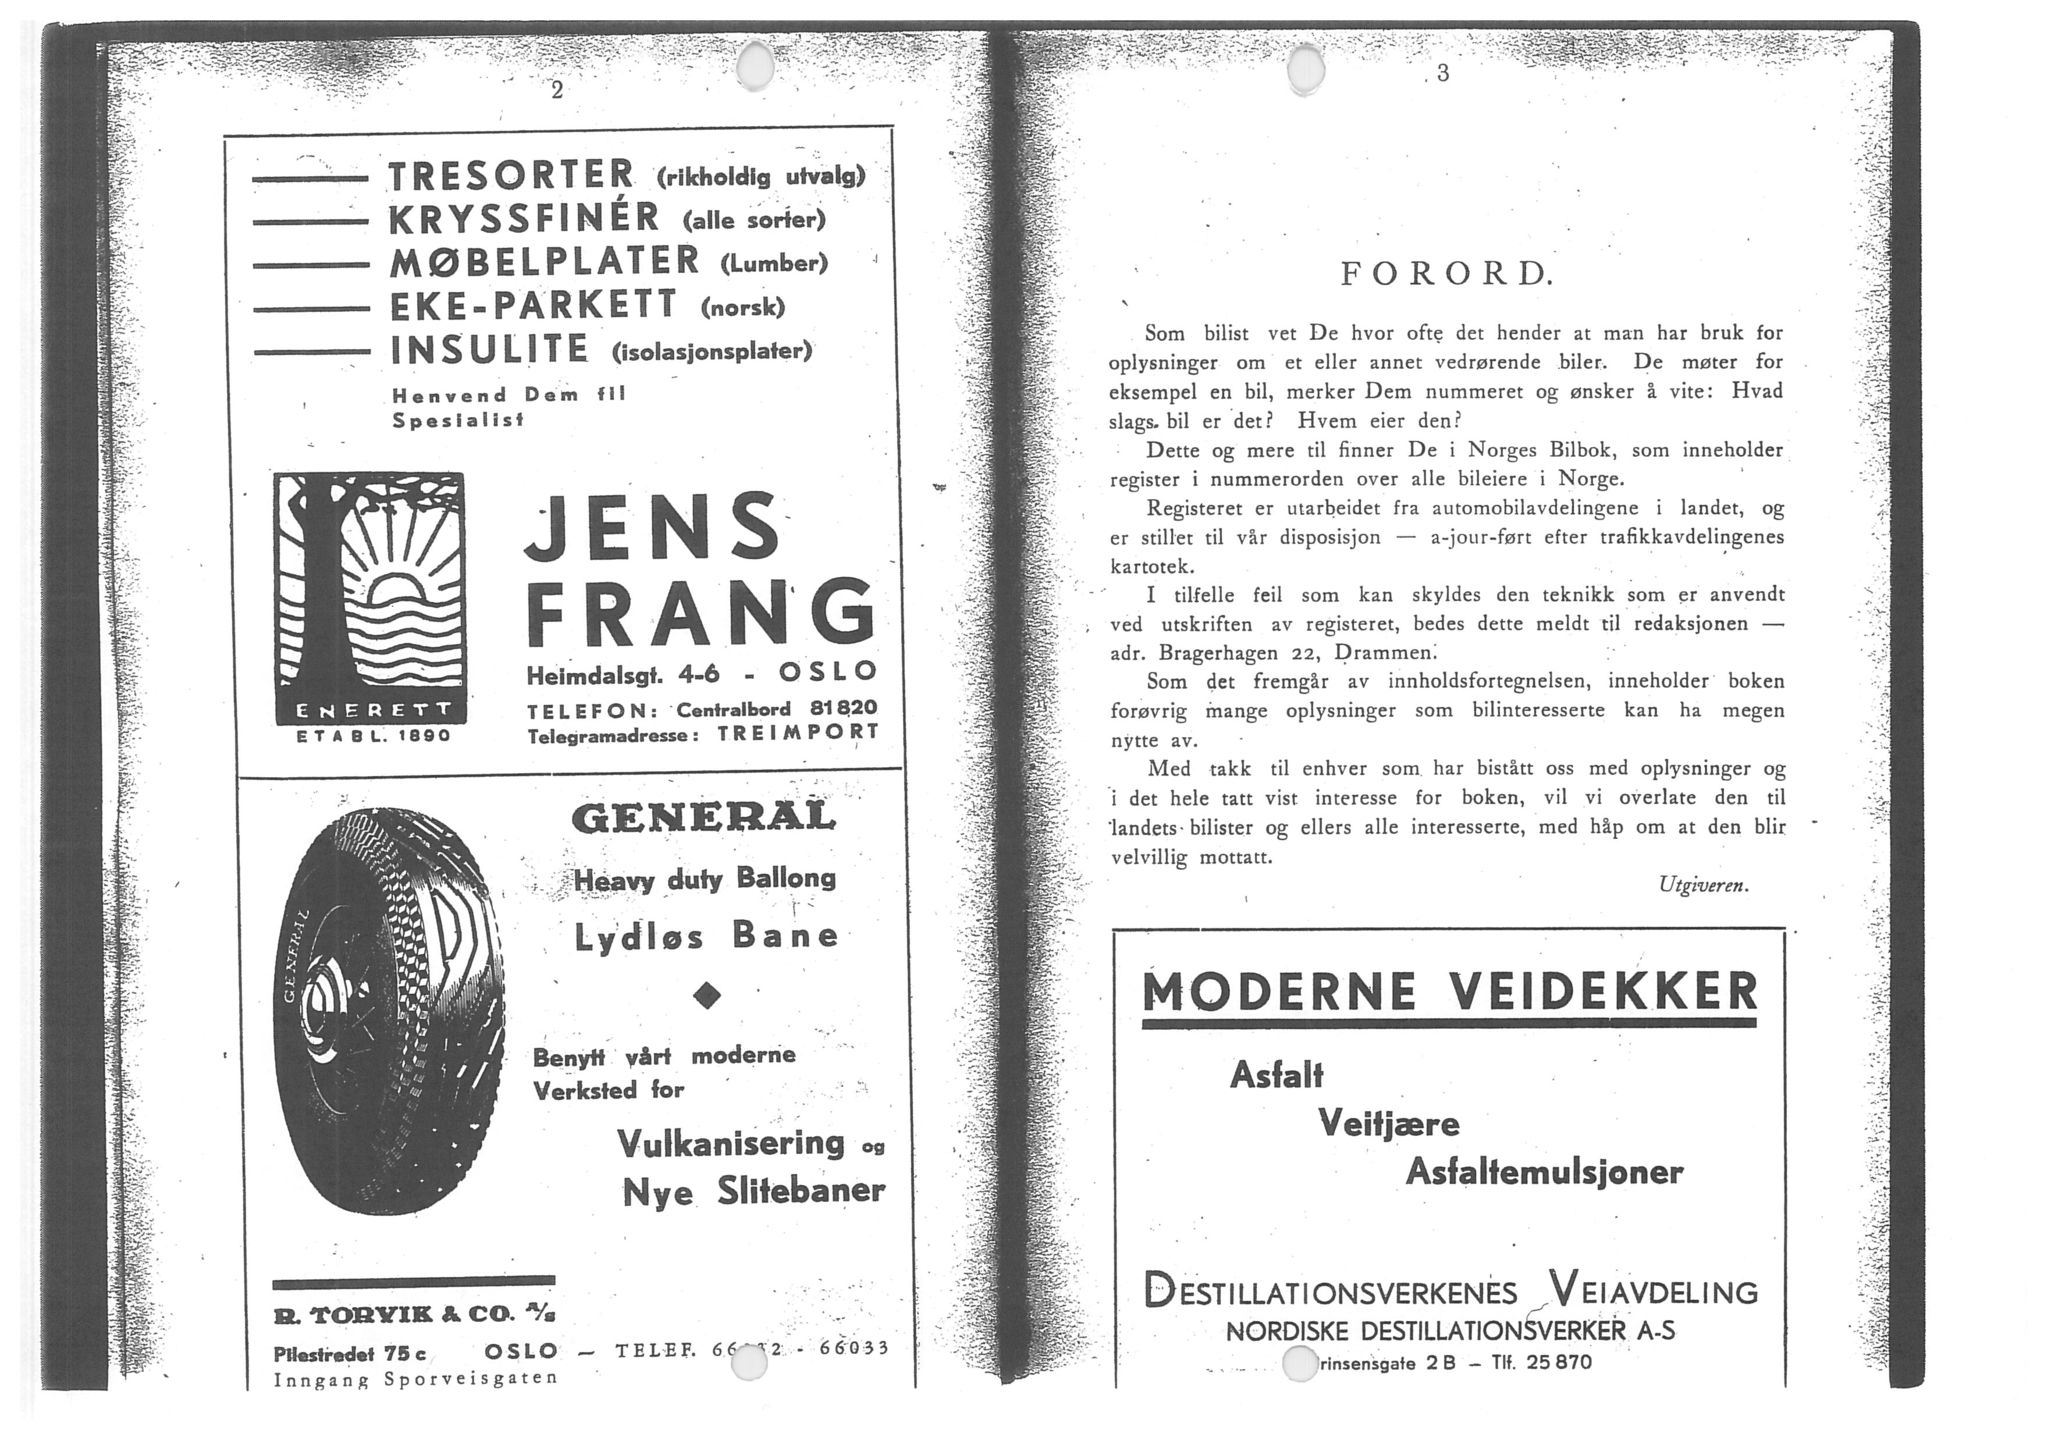 2
TRESORTER (rikholdig utvalg)
KRYSSFINÉR (alle sorter)
MØBELPLATER (Lumber)
EKE-PARKETT (norsk)
INSULITE (isolasjonsplater)
Henvend Dem til
Spesialist
JENS
FRANG
Heimdalsgt. 4-6 - OSLO
TELEFON: Centralbord 81820
Telegramadresse: TREIMPORT
ENERETT
ETABL. 1890
GENERAL
Heavy duty Ballong
Lydløs Bane
Benytt vårt moderne
Verksted for
Vulkanisering og
Nye Slitebaner
GENERAL
R. TORVIK & CO. A/s
Pilestredet 75 c OSLO — TELEF. - 66033
Inngang Sporveisgaten
3
FORORD.
Som bilist vet De hvor ofte det hender at man har bruk for
oplysninger om et eller annet vedrørende biler. De møter for
eksempel en bil, merker Dem nummeret og ønsker å vite: Hvad
slags bil er det? Hvem eier den?
Dette og mere til finner De i Norges Bilbok, som inneholder
register i nummerorden over alle bileiere i Norge.
Registeret er utarbeidet fra automobilavdelingene i landet, og
er stillet til vår disposisjon — a-jour-ført efter trafikkavdelingenes
kartotek.
I tilfelle feil som kan skyldes den teknikk som er anvendt
ved utskriften av registeret, bedes dette meldt til redaksjonen —
adr. Bragerhagen 22, Drammen.
Som det fremgår av innholdsfortegnelsen, inneholder boken
forøvrig mange oplysninger som bilinteresserte kan ha megen
nytte av.
Med takk til enhver som har bistått oss med oplysninger og
i det hele tatt vist interesse for boken, vil vi overlate den til
landets bilister og ellers alle interesserte, med håp om at den blir
velvillig mottatt.
Utgiveren.
MODERNE VEIDEKKER
Asfalt
Veitjære
Asfaltemulsjoner
DESTILLATIONSVERKENES VEIAVDELING
NORDISKE DESTILLATIONSVERKER A-S
rinsensgate 2 B — Tlf. 25 870